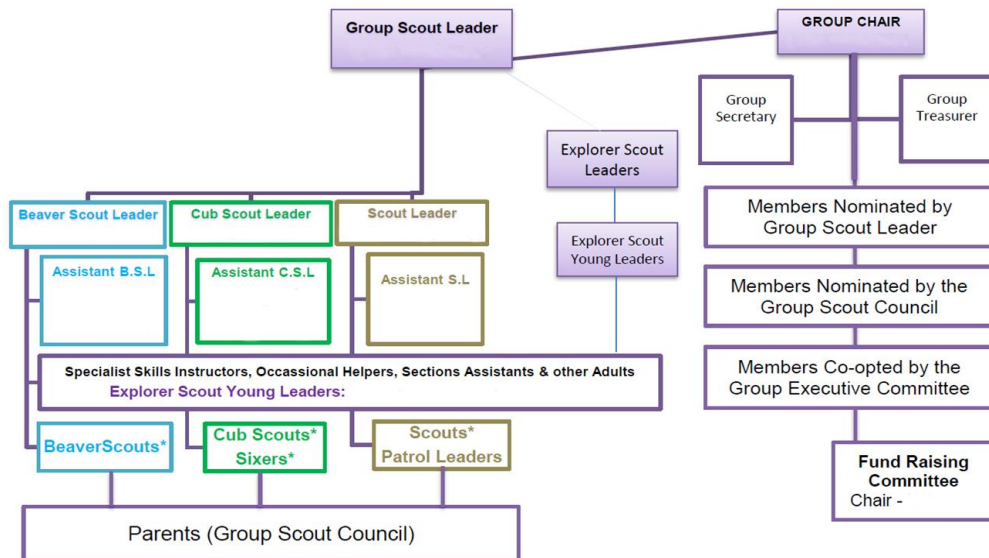 Group Scout Leader
GROUP CHAIR
Group
Secretary
Group
Treasurer
Explorer Scout
Leaders
Beaver Scout Leader
Cub Scout Leader
Scout Leader
Members Nominated by
Group Scout Leader
Explorer Scout
Young Leaders
Assistant B.S.L
Assistant C.S.L
Assistant S.L
Members Nominated by the
Group Scout Council
Specialist Skills Instructors, Occassional Helpers, Sections Assistants & other Adults
Explorer Scout Young Leaders:
Members Co-opted by the
Group Executive Committee
BeaverScouts*
Cub Scouts*
Sixers*
Scouts*
Patrol Leaders
Fund Raising
Committee
Chair -
Parents (Group Scout Council)